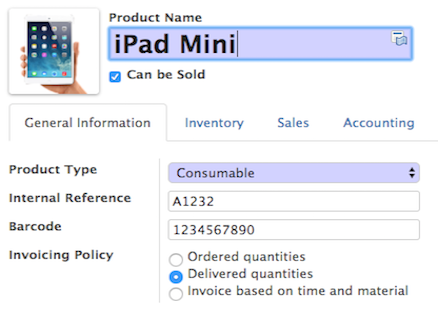 Product Name
iPad Mini
Can be Sold
General Information Inventory Sales Accounting
Product Type Consumable
Internal Reference A1232
Barcode 1234567890
Invoicing Policy Ordered quantities
Delivered quantities
Invoice based on time and material